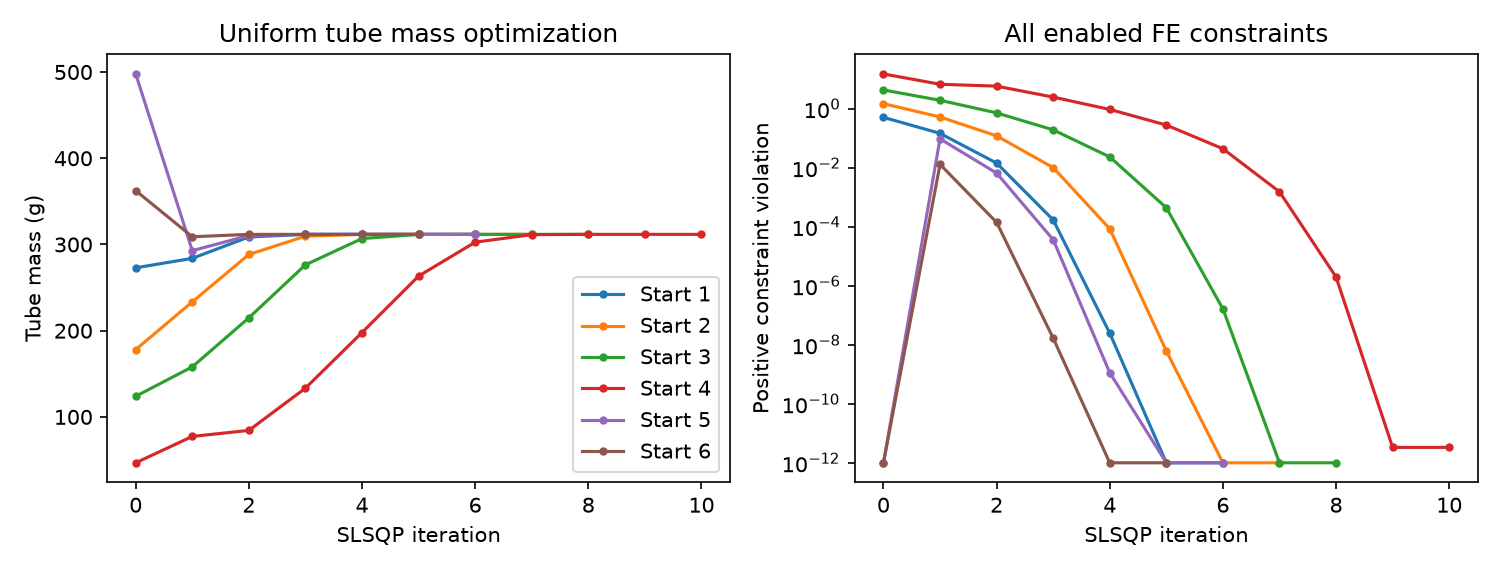 Uniform tube mass optimization
Tube mass (g)
500
400
300
200
100
0
2
4
6
8
10
SLSQP iteration
Start 1
Start 2
Start 3
Start 4
Start 5
Start 6
All enabled FE constraints
Positive constraint violation
10^0
10^-2
10^-4
10^-6
10^-8
10^-10
10^-12
0
2
4
6
8
10
SLSQP iteration